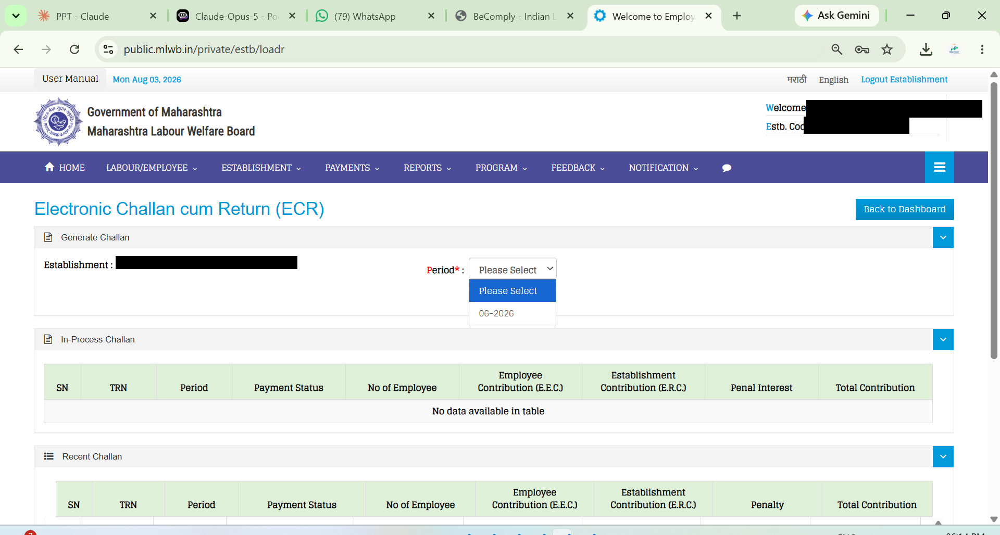 PPT - Claude
Claude-Opus-5 - Po
(79) WhatsApp
BeComply - Indian L
Welcome to Employ
Ask Gemini
public.mlwb.in/private/estb/loadr
User Manual
Mon Aug 03, 2026
मराठी
English
Logout Establishment
Government of Maharashtra
Maharashtra Labour Welfare Board
Welcome
Estb. Cod
HOME
LABOUR/EMPLOYEE
ESTABLISHMENT
PAYMENTS
REPORTS
PROGRAM
FEEDBACK
NOTIFICATION
Electronic Challan cum Return (ECR)
Back to Dashboard
Generate Challan
Establishment :
Period* :
Please Select
Please Select
06-2026
In-Process Challan
SN
TRN
Period
Payment Status
No of Employee
Employee
Contribution (E.E.C.)
Establishment
Contribution (E.R.C.)
Penal Interest
Total Contribution
No data available in table
Recent Challan
SN
TRN
Period
Payment Status
No of Employee
Employee
Contribution (E.E.C.)
Establishment
Contribution (E.R.C.)
Penalty
Total Contribution